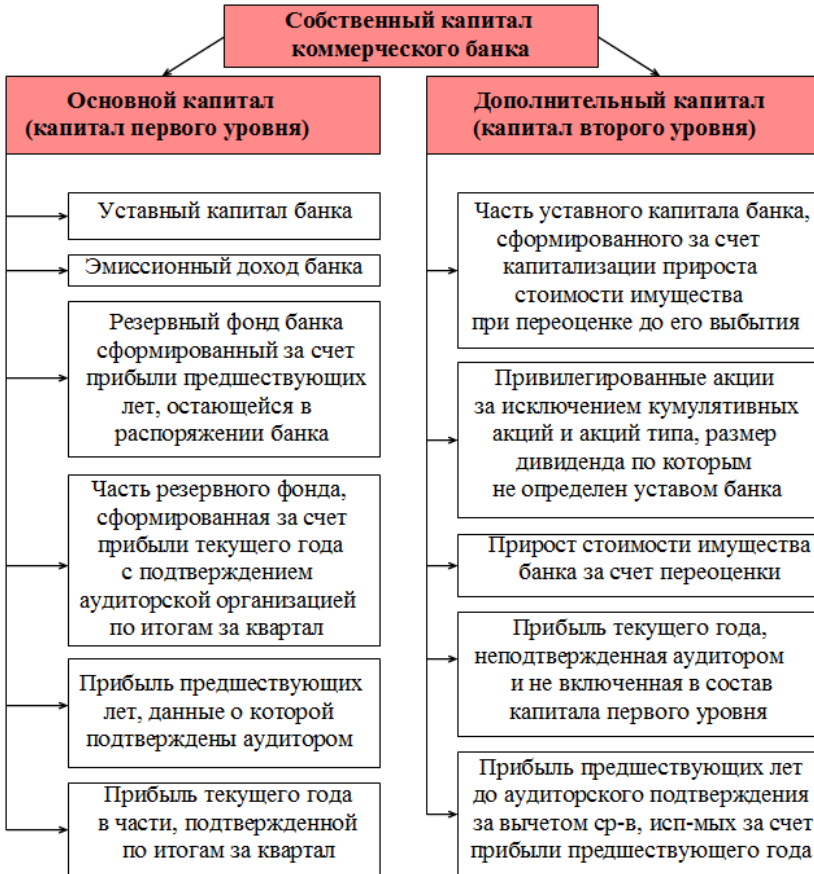 Собственный капитал
коммерческого банка
Основной капитал
(капитал первого уровня)
Уставный капитал банка
Эмиссионный доход банка
Резервный фонд банка
сформированный за счет
прибыли предшествующих
лет, остающейся в
распоряжении банка
Часть резервного фонда,
сформированная за счет
прибыли текущего года
с подтверждением
аудиторской организацией
по итогам за квартал
Прибыль предшествующих
лет, данные о которой
подтверждены аудитором
Прибыль текущего года
в части, подтвержденной
по итогам за квартал
Дополнительный капитал
(капитал второго уровня)
Часть уставного капитала банка,
сформированного за счет
капитализации прироста
стоимости имущества
при переоценке до его выбытия
Привилегированные акции
за исключением кумулятивных
акций и акций типа, размер
дивиденда по которым
не определен уставом банка
Прирост стоимости имущества
банка за счет переоценки
Прибыль текущего года,
неподтвержденная аудитором
и не включенная в состав
капитала первого уровня
Прибыль предшествующих лет
до аудиторского подтверждения
за вычетом ср-в, исп-мых за счет
прибыли предшествующего года